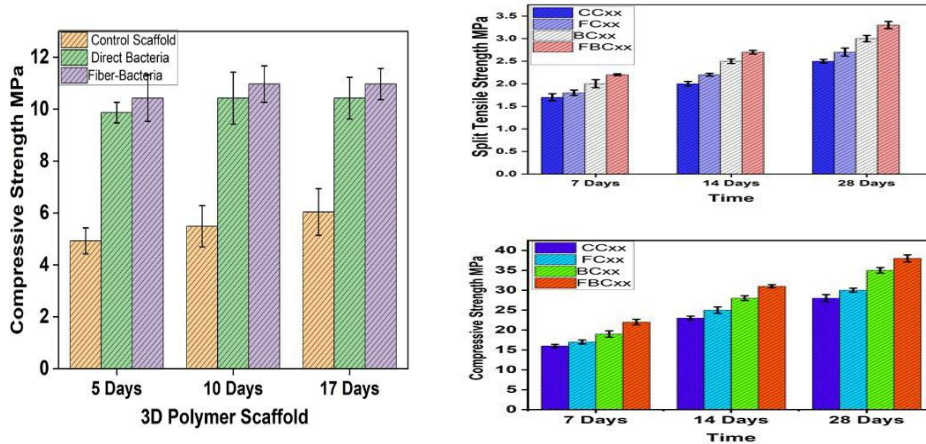 Compressive Strength MPa
12
10
8
6
4
2
0
Control Scaffold
Direct Bacteria
Fiber-Bacteria
5 Days
10 Days
17 Days
3D Polymer Scaffold
Split Tensile Strength MPa
3.5
3.0
2.5
2.0
1.5
1.0
0.5
0.0
CCxx
FCxx
BCxx
FBCxx
7 Days
14 Days
28 Days
Time
Compressive Strength MPa
40
35
30
25
20
15
10
5
0
CCxx
FCxx
BCxx
FBCxx
7 Days
14 Days
28 Days
Time